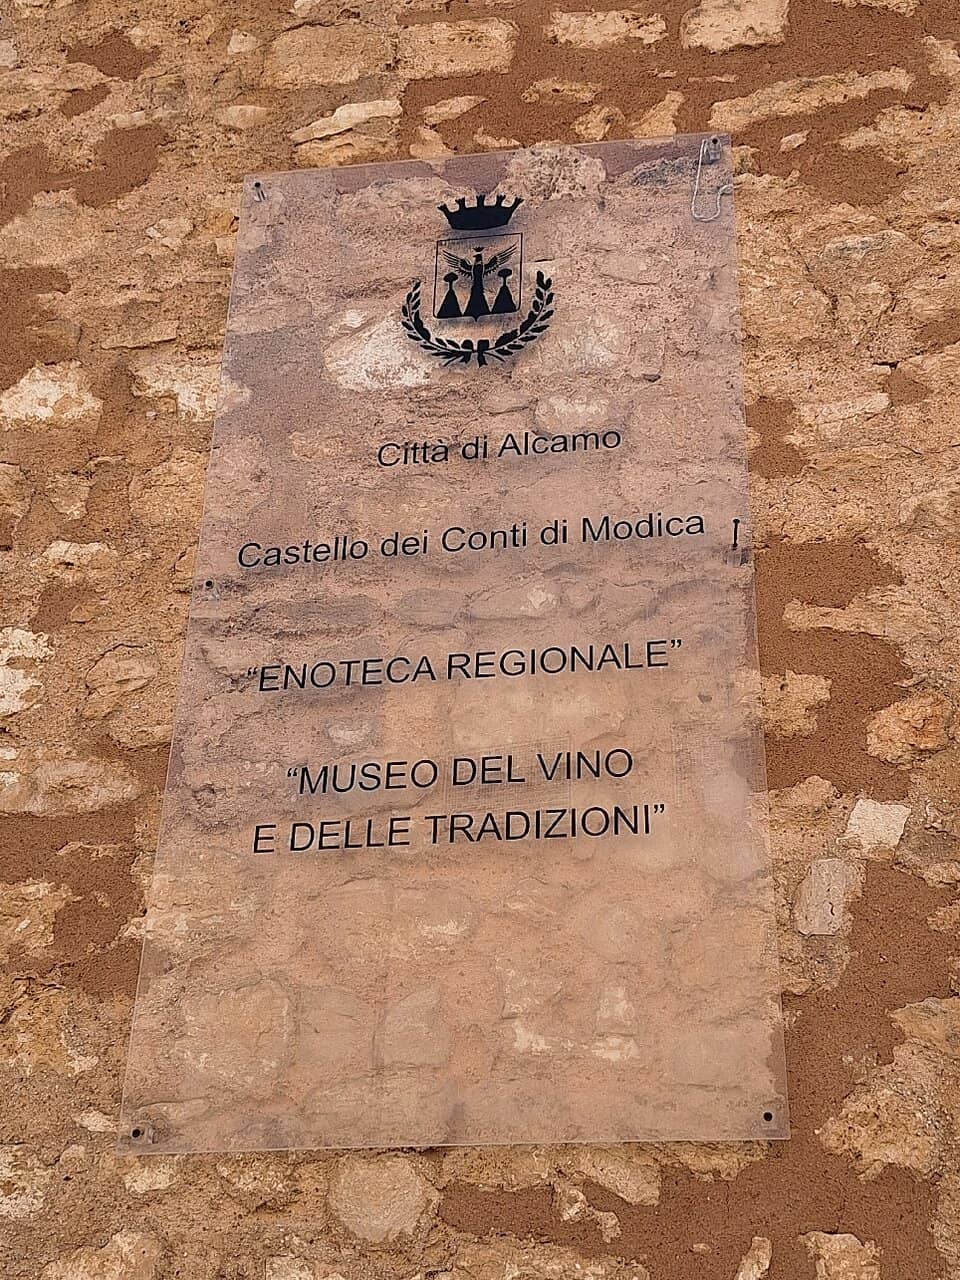 Città di Alcamo
Castello dei Conti di Modica
“ENOTECA REGIONALE”
“MUSEO DEL VINO
E DELLE TRADIZIONI”